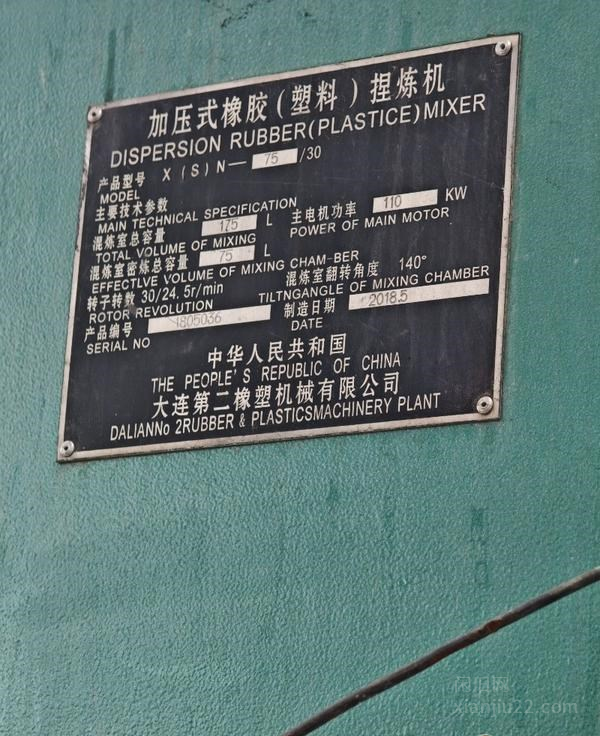 加压式橡胶(塑料)捏炼机
DISPERSION RUBBER(PLASTICE)MIXER
产品型号 X(S)N—75/30
MODEL
主要技术参数
MAIN TECHNICAL SPECIFICATION
混炼室总容量 175 L 主电机功率 110 KW
TOTAL VOLUME OF MIXING POWER OF MAIN MOTOR
混炼室密炼总容量 75 L
EFFECTLVE VOLUME OF MIXING CHAM-BER
转子转数 30/24.5r/min 混炼室翻转角度 140°
ROTOR REVOLUTION TILTNGANGLE OF MIXING CHAMBER
产品编号 1805036 制造日期 2018.5
SERIAL NO DATE
中华人民共和国
THE PEOPLE'S REPUBLIC OF CHINA
大连第二橡塑机械有限公司
DALIANNo 2RUBBER & PLASTICSMACHINERY PLANT
xianjiu22.com